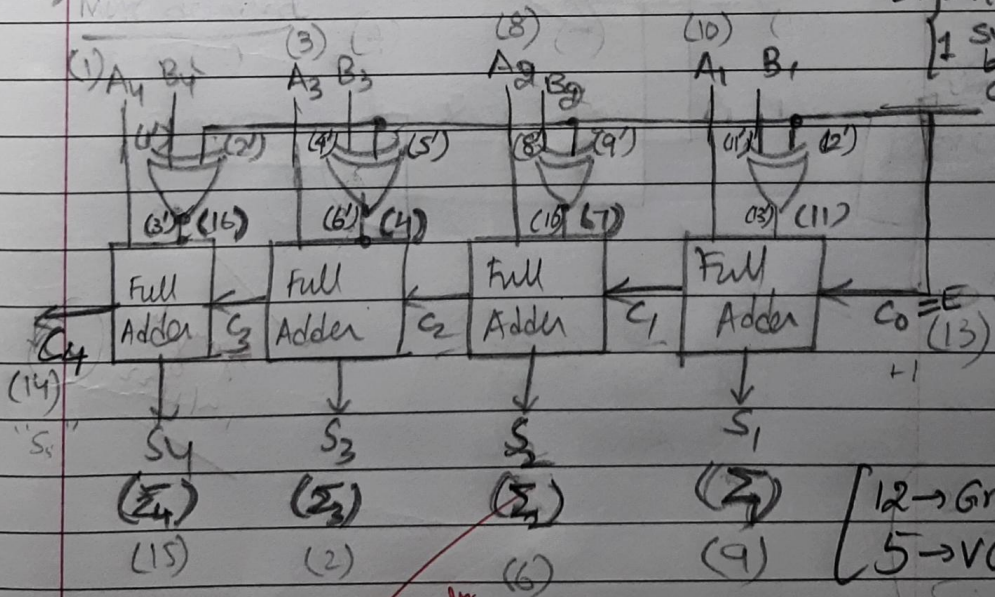 (3) (8) (10)
(1) A4 B4 A3 B3 A2 B2 A1 B1 {1
(1') (2') (4') (5') (8') (9') (11') (12')
(3') (16) (6') (4) (10') (7) (13') (11)
Full Full Full Full
Adder Adder Adder Adder
C4 C3 C2 C1 C0 =E
(14) +1 (13)
S4 S3 S2 S1
(Σ4) (Σ3) (Σ2) (Σ1) [12→Gr
(15) (2) (6) (9) 5→VC